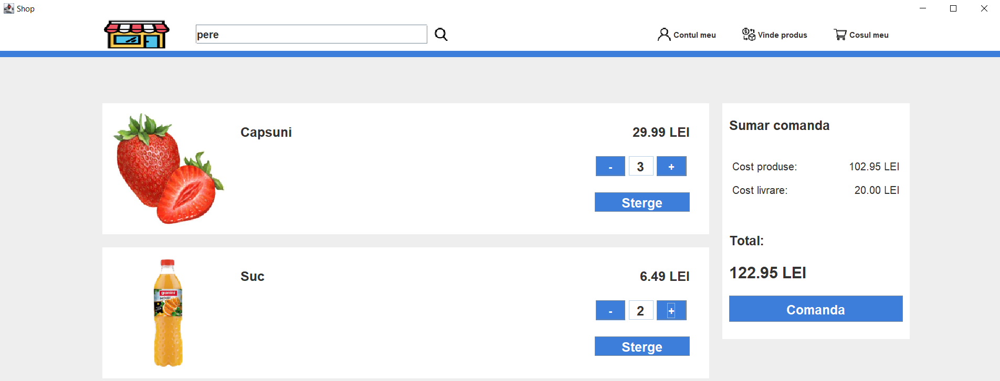 Shop
pere
Contul meu
Vinde produs
Cosul meu
Capsuni
29.99 LEI
- 3 +
Sterge
Suc
6.49 LEI
- 2 +
Sterge
Sumar comanda
Cost produse: 102.95 LEI
Cost livrare: 20.00 LEI
Total:
122.95 LEI
Comanda